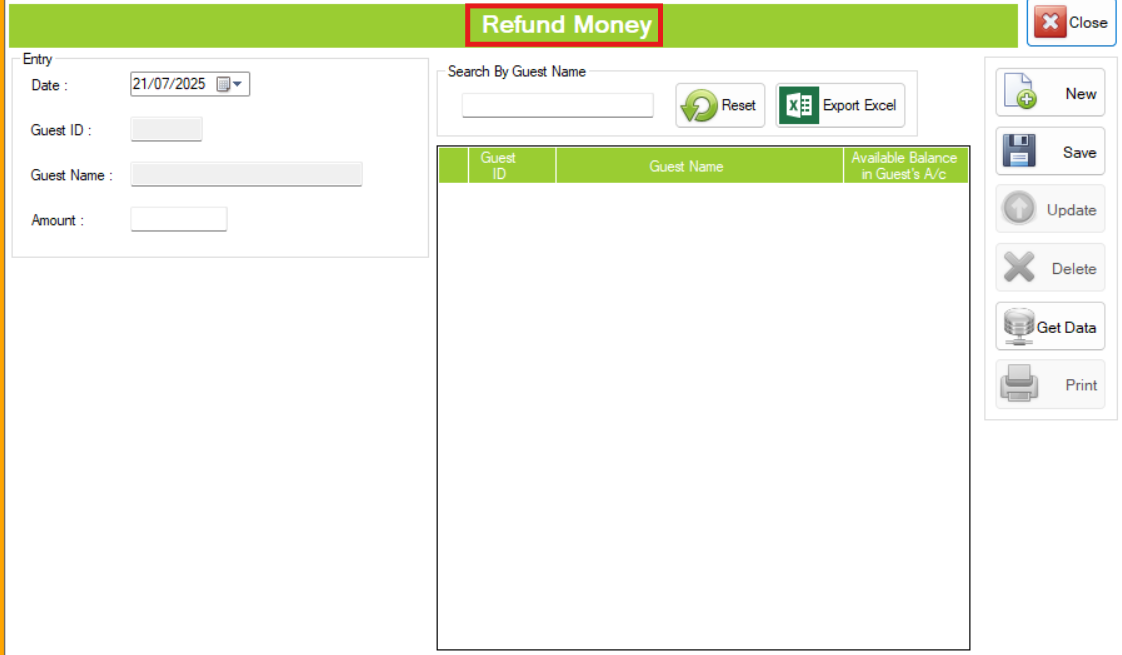 Refund Money
Close
Entry
Date :
21/07/2025
Guest ID :
Guest Name :
Amount :
Search By Guest Name
Reset
Export Excel
Guest
ID
Guest Name
Available Balance
in Guest's A/c
New
Save
Update
Delete
Get Data
Print